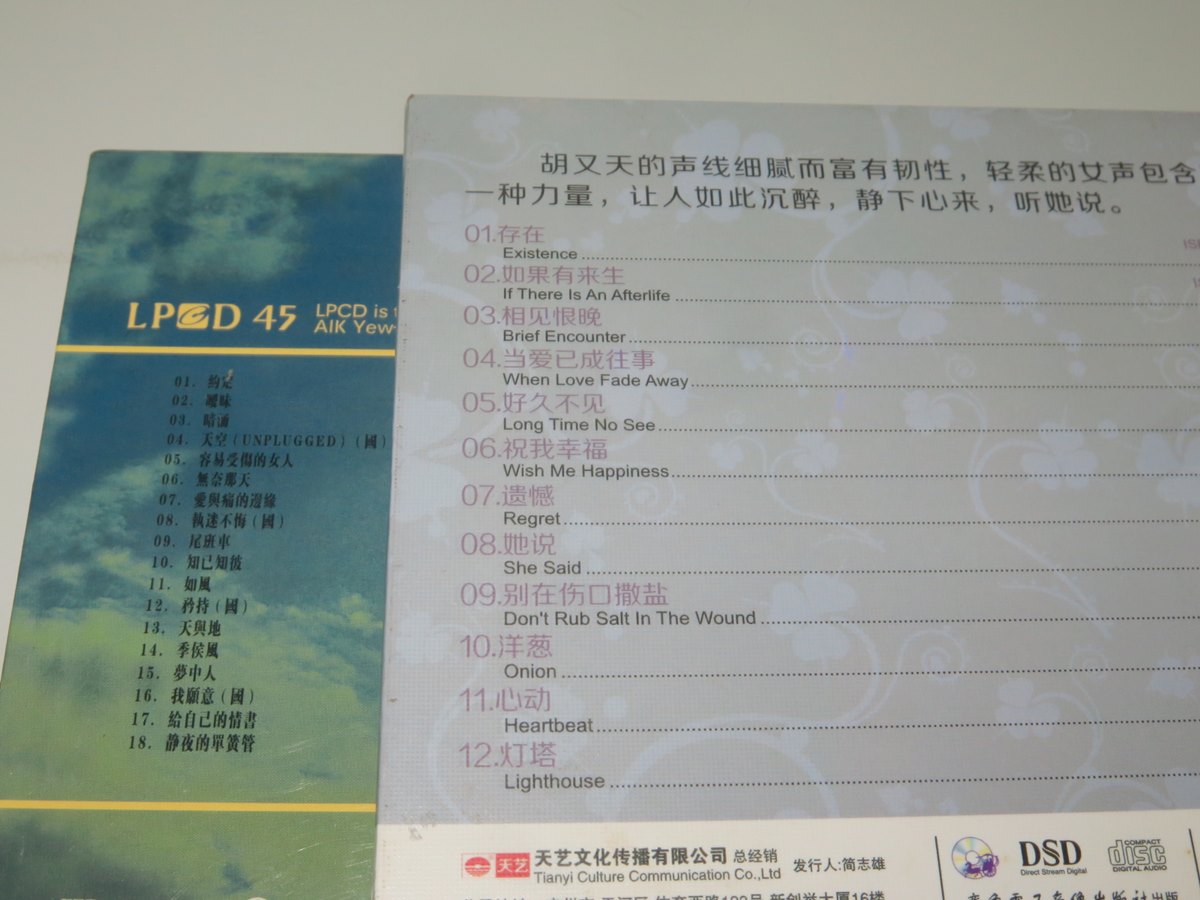 LPCD 45
LPCD is
AIK Yew
01. 約定
02. 曖昧
03. 暗涌
04. 天空(UNPLUGGED)(國)
05. 容易受傷的女人
06. 無奈那天
07. 愛與痛的邊緣
08. 執迷不悔(國)
09. 尾班車
10. 知己知彼
11. 如風
12. 矜持(國)
13. 天與地
14. 季侯風
15. 夢中人
16. 我願意(國)
17. 給自己的情書
18. 靜夜的單簧管
胡又天的声线细腻而富有韧性，轻柔的女声包含
一种力量，让人如此沉醉，静下心来，听她说。
01.存在
Existence
02.如果有来生
If There Is An Afterlife
03.相见恨晚
Brief Encounter
04.当爱已成往事
When Love Fade Away
05.好久不见
Long Time No See
06.祝我幸福
Wish Me Happiness
07.遗憾
Regret
08.她说
She Said
09.别在伤口撒盐
Don't Rub Salt In The Wound
10.洋葱
Onion
11.心动
Heartbeat
12.灯塔
Lighthouse
天艺 天艺文化传播有限公司 总经销 发行人:简志雄
Tianyi Culture Communication Co.,Ltd
DSD
Direct Stream Digital
COMPACT
disc
DIGITAL AUDIO